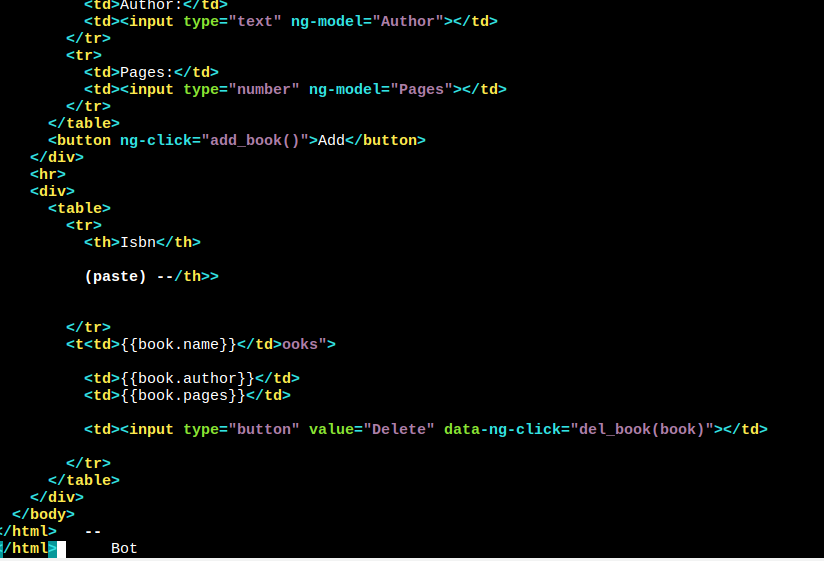 <td>Author:</td>
<td><input type="text" ng-model="Author"></td>
</tr>
<tr>
<td>Pages:</td>
<td><input type="number" ng-model="Pages"></td>
</tr>
</table>
<button ng-click="add_book()">Add</button>
</div>
<hr>
<div>
<table>
<tr>
<th>Isbn</th>
(paste) --/th>>
</tr>
<t<td>{{book.name}}</td>ooks">
<td>{{book.author}}</td>
<td>{{book.pages}}</td>
<td><input type="button" value="Delete" data-ng-click="del_book(book)"></td>
</tr>
</table>
</div>
</body>
</html> --
</html> Bot